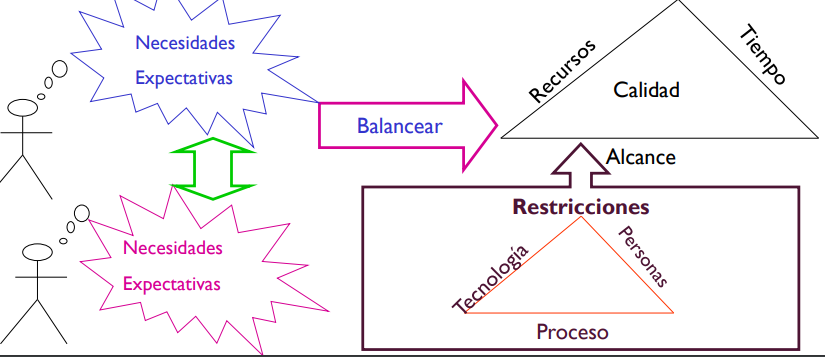 Necesidades
Expectativas
Balancear
Recursos
Tiempo
Calidad
Alcance
Necesidades
Expectativas
Restricciones
Tecnología
Personas
Proceso